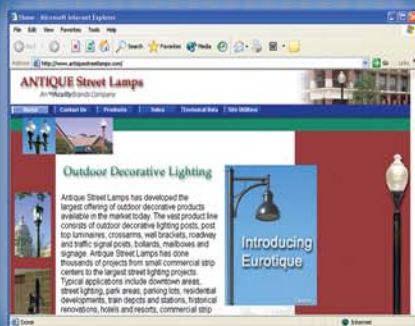 Home - Microsoft Internet Explorer
File Edit View Favorites Tools Help
Back Search Favorites Media
Address http://www.antiquestreetlamps.com/ Go Links
ANTIQUE Street Lamps
An AcuityBrands Company
Home Contact Us Products Sales Technical Data Site Utilities
Outdoor Decorative Lighting
Antique Street Lamps has developed the
largest offering of outdoor decorative products
available in the market today. The vast product line
consists of outdoor decorative lighting posts, post
top luminaires, crossarms, wall brackets, roadway
and traffic signal posts, bollards, mailboxes and
signage. Antique Street Lamps has done
thousands of projects from small commercial strip
centers to the largest street lighting projects.
Typical applications include downtown areas,
street lighting, park areas, parking lots, residential
developments, train depots and stations, historical
renovations, hotels and resorts, commercial strip
Introducing
Eurotique
Done
Internet